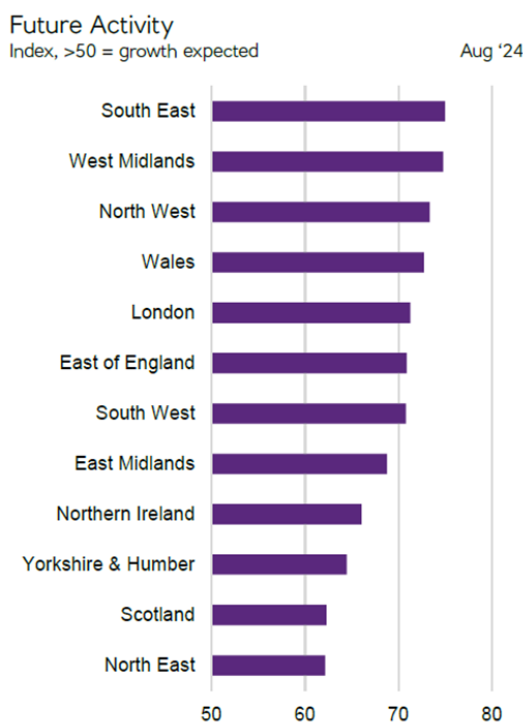 Future Activity
Index, >50 = growth expected Aug ‘24
South East
West Midlands
North West
Wales
London
East of England
South West
East Midlands
Northern Ireland
Yorkshire & Humber
Scotland
North East
50 60 70 80